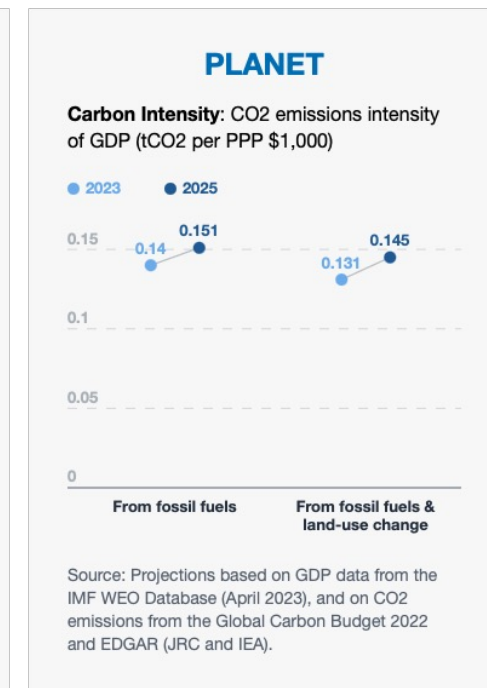 PLANET
Carbon Intensity: CO2 emissions intensity
of GDP (tCO2 per PPP $1,000)
2023 2025
0.15
0.14
0.151
0.131
0.145
0.1
0.05
0
From fossil fuels
From fossil fuels &
land-use change
Source: Projections based on GDP data from the
IMF WEO Database (April 2023), and on CO2
emissions from the Global Carbon Budget 2022
and EDGAR (JRC and IEA).